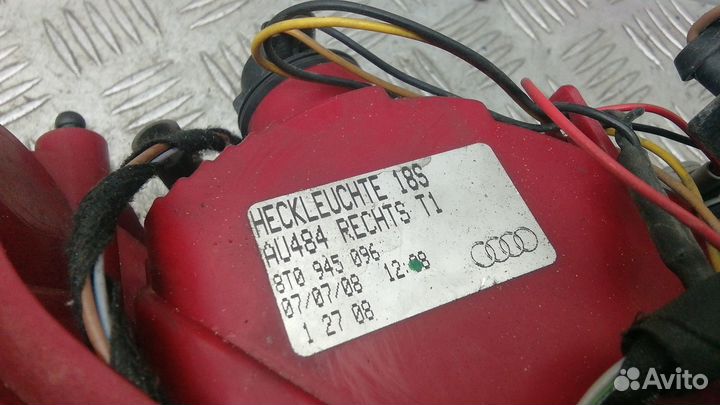 HECKLEUCHTE 18S
AU484 RECHTS T1
8T0 945 096
07/07/08 12:08
1 27 08
Avito